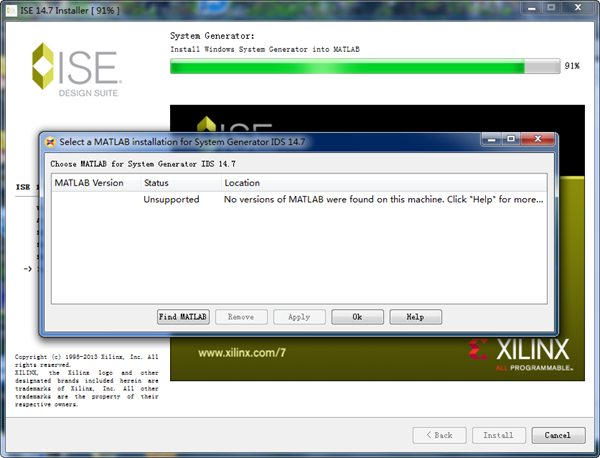 ISE 14.7 Installer [ 91% ]
System Generator:
Install Windows System Generator into MATLAB
91%
ISE
DESIGN SUITE
ISE
Select a MATLAB installation for System Generator IDS 14.7
Choose MATLAB for System Generator IDS 14.7
MATLAB Version Status Location
Unsupported No versions of MATLAB were found on this machine. Click "Help" for more...
Find MATLAB Remove Apply Ok Help
ISE
->
www.xilinx.com/7
XILINX
ALL PROGRAMMABLE.
Copyright (c) 1995-2013 Xilinx, Inc. All
rights reserved.
XILINX, the Xilinx logo and other
designated brands included herein are
trademarks of Xilinx, Inc. All other
trademarks are the property of their
respective owners.
< Back Install Cancel